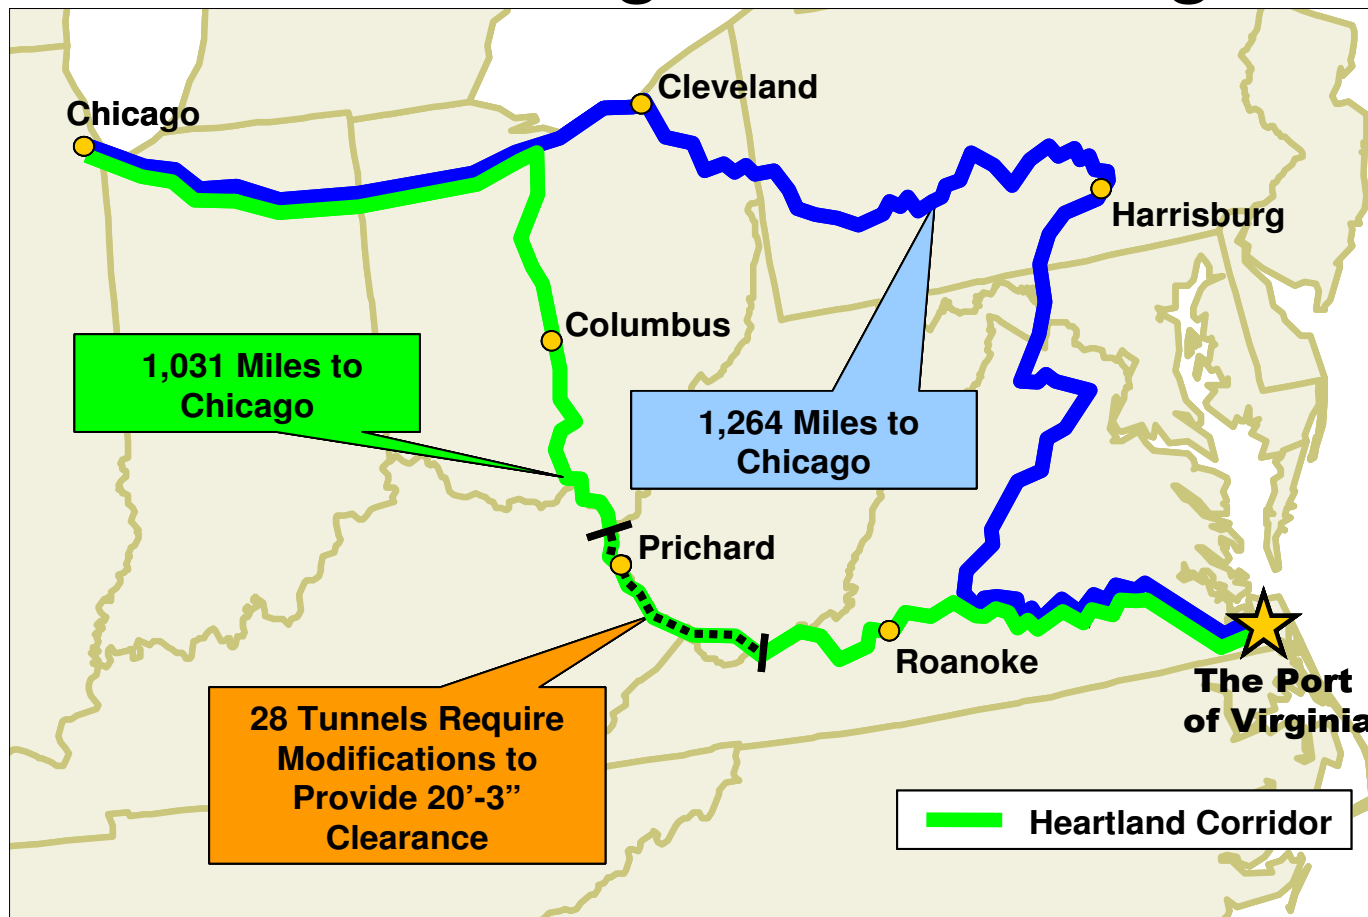 Cleveland
Chicago
Harrisburg
Columbus
1,031 Miles to
Chicago
1,264 Miles to
Chicago
Prichard
Roanoke
The Port
of Virginia
28 Tunnels Require
Modifications to
Provide 20’-3”
Clearance
Heartland Corridor